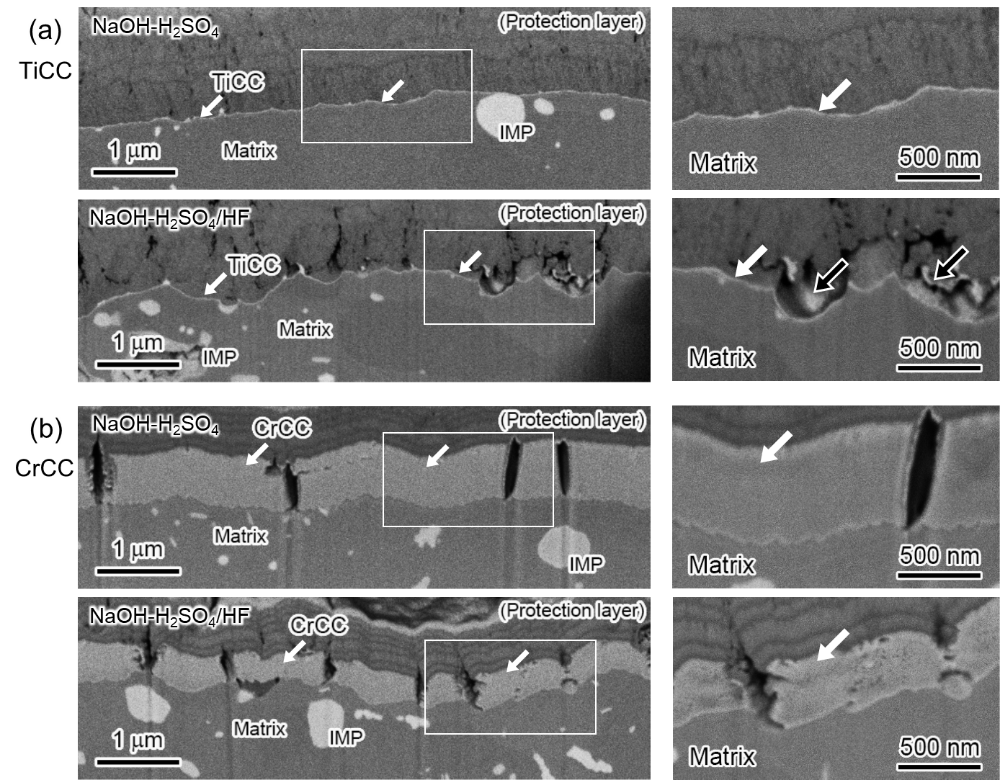 (a)
TiCC
NaOH-H₂SO₄
(Protection layer)
TiCC
IMP
1 μm
Matrix
Matrix
500 nm
NaOH-H₂SO₄/HF
(Protection layer)
TiCC
Matrix
1 μm
IMP
Matrix
500 nm
(b)
CrCC
NaOH-H₂SO₄
(Protection layer)
CrCC
Matrix
1 μm
IMP
Matrix
500 nm
NaOH-H₂SO₄/HF
(Protection layer)
CrCC
1 μm
Matrix
IMP
Matrix
500 nm